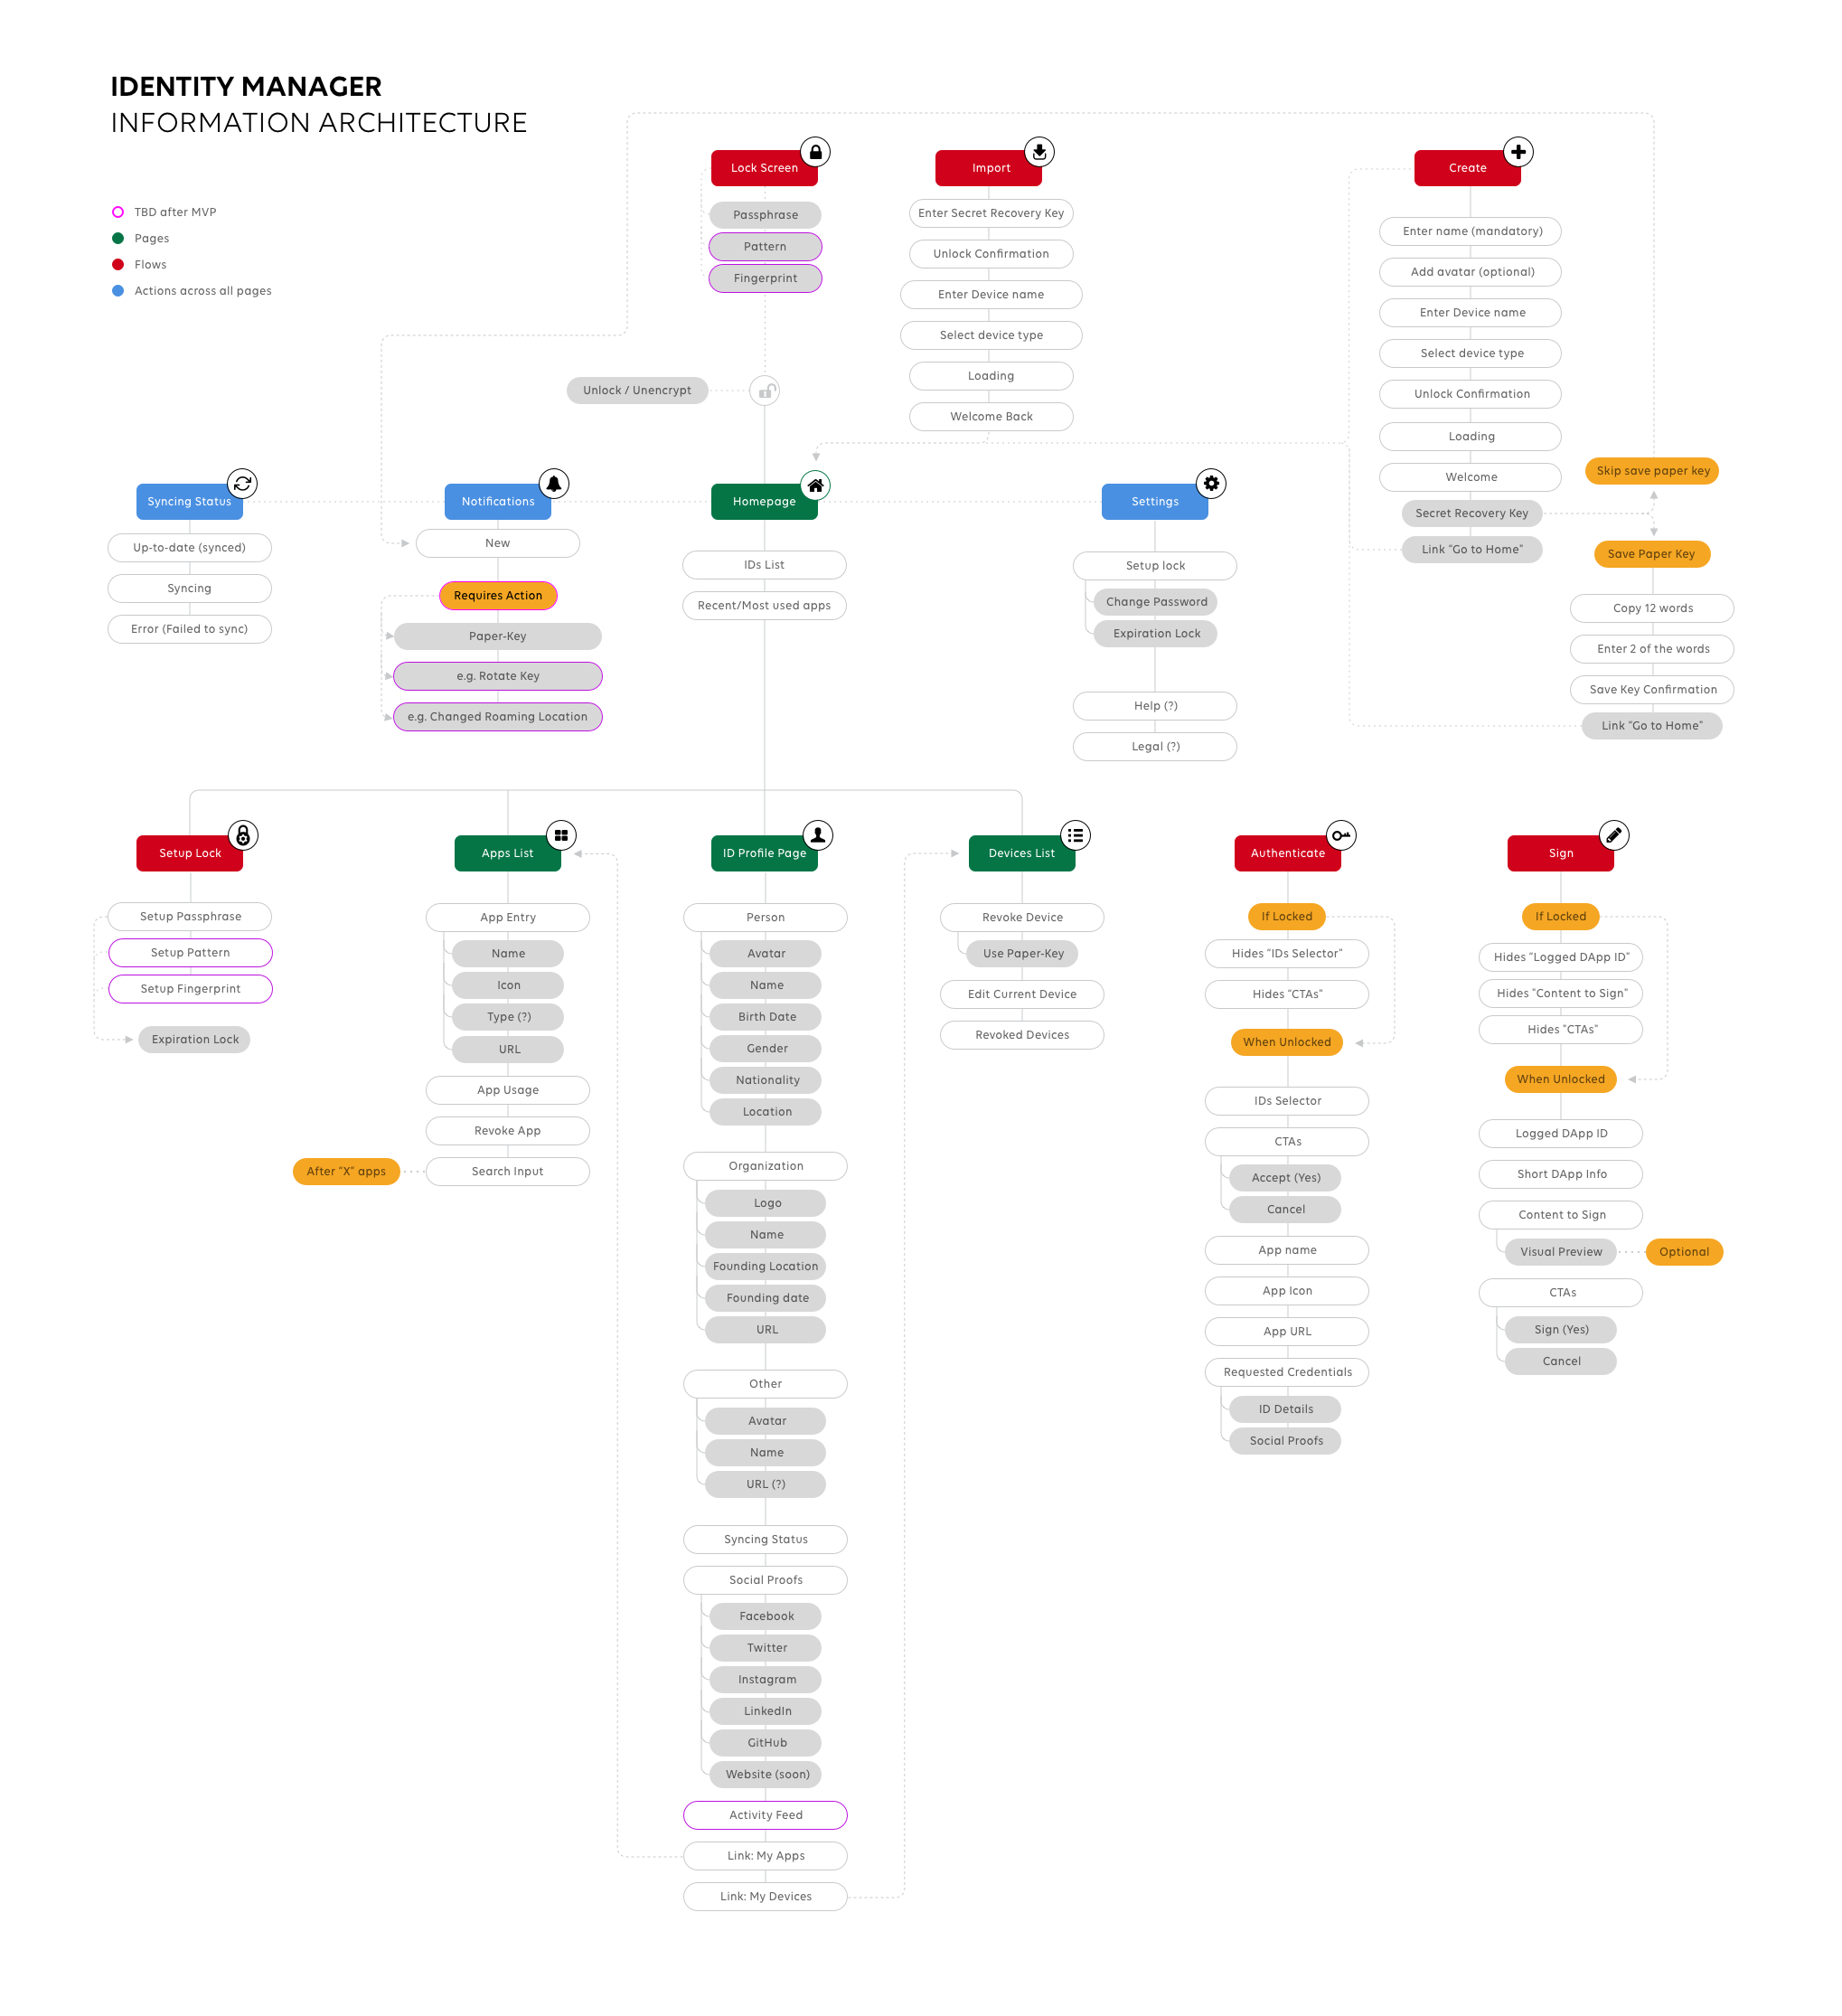 IDENTITY MANAGER
INFORMATION ARCHITECTURE
TBD after MVP
Pages
Flows
Actions across all pages
Lock Screen
Passphrase
Pattern
Fingerprint
Unlock / Unencrypt
Import
Enter Secret Recovery Key
Unlock Confirmation
Enter Device name
Select device type
Loading
Welcome Back
Create
Enter name (mandatory)
Add avatar (optional)
Enter Device name
Select device type
Unlock Confirmation
Loading
Welcome
Secret Recovery Key
Link "Go to Home"
Skip save paper key
Save Paper Key
Copy 12 words
Enter 2 of the words
Save Key Confirmation
Link "Go to Home"
Syncing Status
Up-to-date (synced)
Syncing
Error (Failed to sync)
Notifications
New
Requires Action
Paper-Key
e.g. Rotate Key
e.g. Changed Roaming Location
Homepage
IDs List
Recent/Most used apps
Settings
Setup lock
Change Password
Expiration Lock
Help (?)
Legal (?)
Setup Lock
Setup Passphrase
Setup Pattern
Setup Fingerprint
Expiration Lock
Apps List
App Entry
Name
Icon
Type (?)
URL
App Usage
Revoke App
After "X" apps
Search Input
ID Profile Page
Person
Avatar
Name
Birth Date
Gender
Nationality
Location
Organization
Logo
Name
Founding Location
Founding date
URL
Other
Avatar
Name
URL (?)
Syncing Status
Social Proofs
Facebook
Twitter
Instagram
LinkedIn
GitHub
Website (soon)
Activity Feed
Link: My Apps
Link: My Devices
Devices List
Revoke Device
Use Paper-Key
Edit Current Device
Revoked Devices
Authenticate
If Locked
Hides "IDs Selector"
Hides "CTAs"
When Unlocked
IDs Selector
CTAs
Accept (Yes)
Cancel
App name
App Icon
App URL
Requested Credentials
ID Details
Social Proofs
Sign
If Locked
Hides "Logged DApp ID"
Hides "Content to Sign"
Hides "CTAs"
When Unlocked
Logged DApp ID
Short DApp Info
Content to Sign
Visual Preview
Optional
CTAs
Sign (Yes)
Cancel